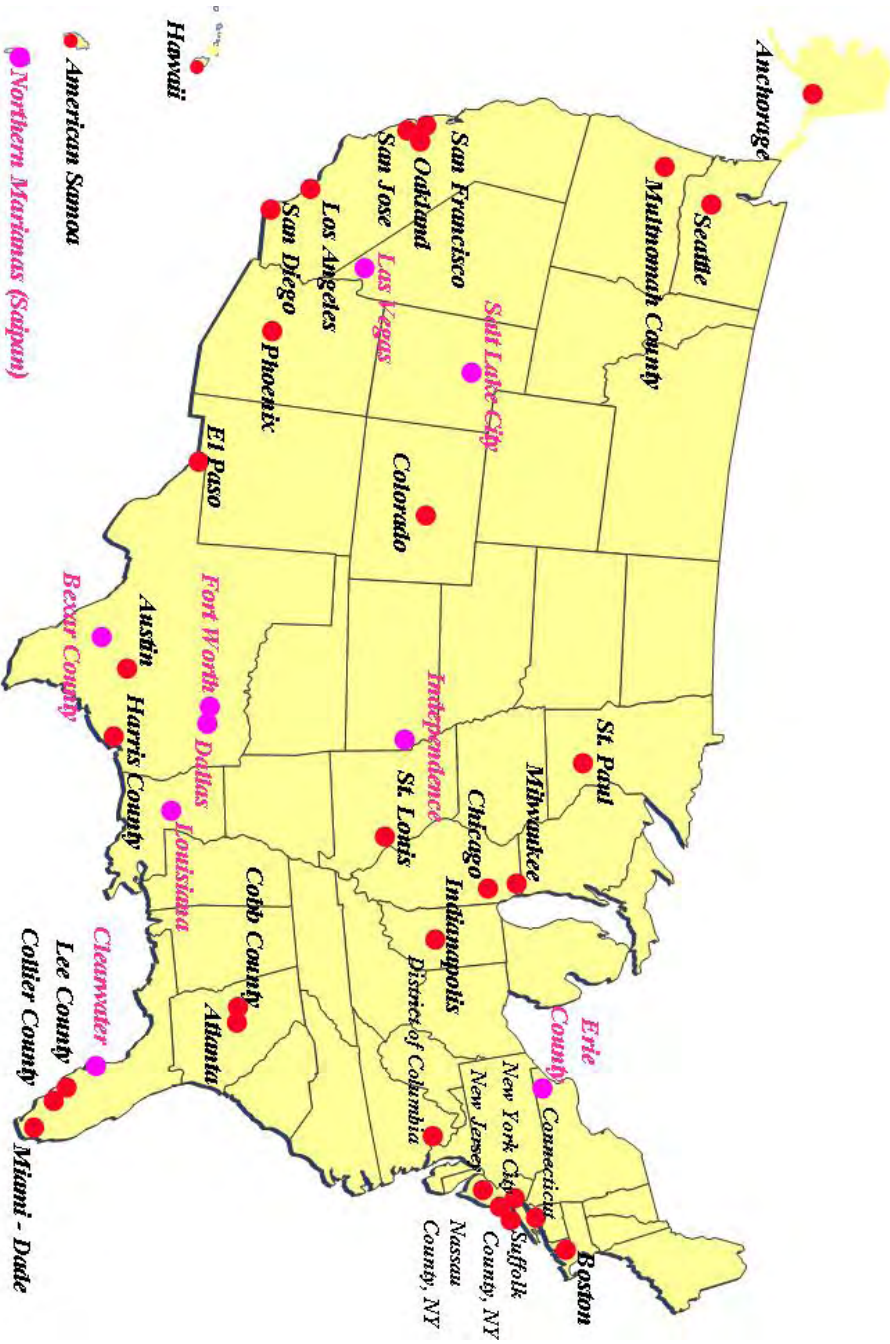 Anchorage
Seattle
Multnomah County
San Francisco
Oakland
San Jose
Los Angeles
San Diego
Las Vegas
Salt Lake City
Phoenix
El Paso
Colorado
Hawaii
American Samoa
Northern Marianas (Saipan)
Austin
Bexar County
Fort Worth
Dallas
Harris County
Louisiana
Independence
St. Louis
St. Paul
Milwaukee
Chicago
Indianapolis
Cobb County
Atlanta
Clearwater
Lee County
Collier County
Miami - Dade
District of Columbia
Erie
County
Connecticut
New York City
New Jersey
Boston
Suffolk
County, NY
Nassau
County, NY